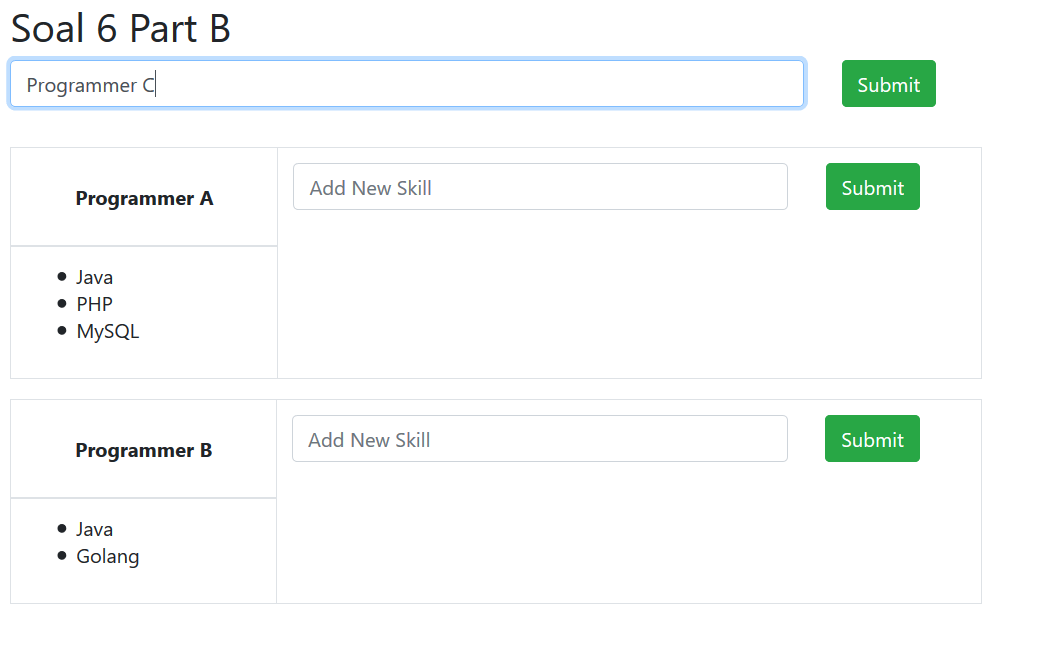 Soal 6 Part B
Programmer C Submit
Programmer A
Add New Skill Submit
Java
PHP
MySQL
Programmer B
Add New Skill Submit
Java
Golang